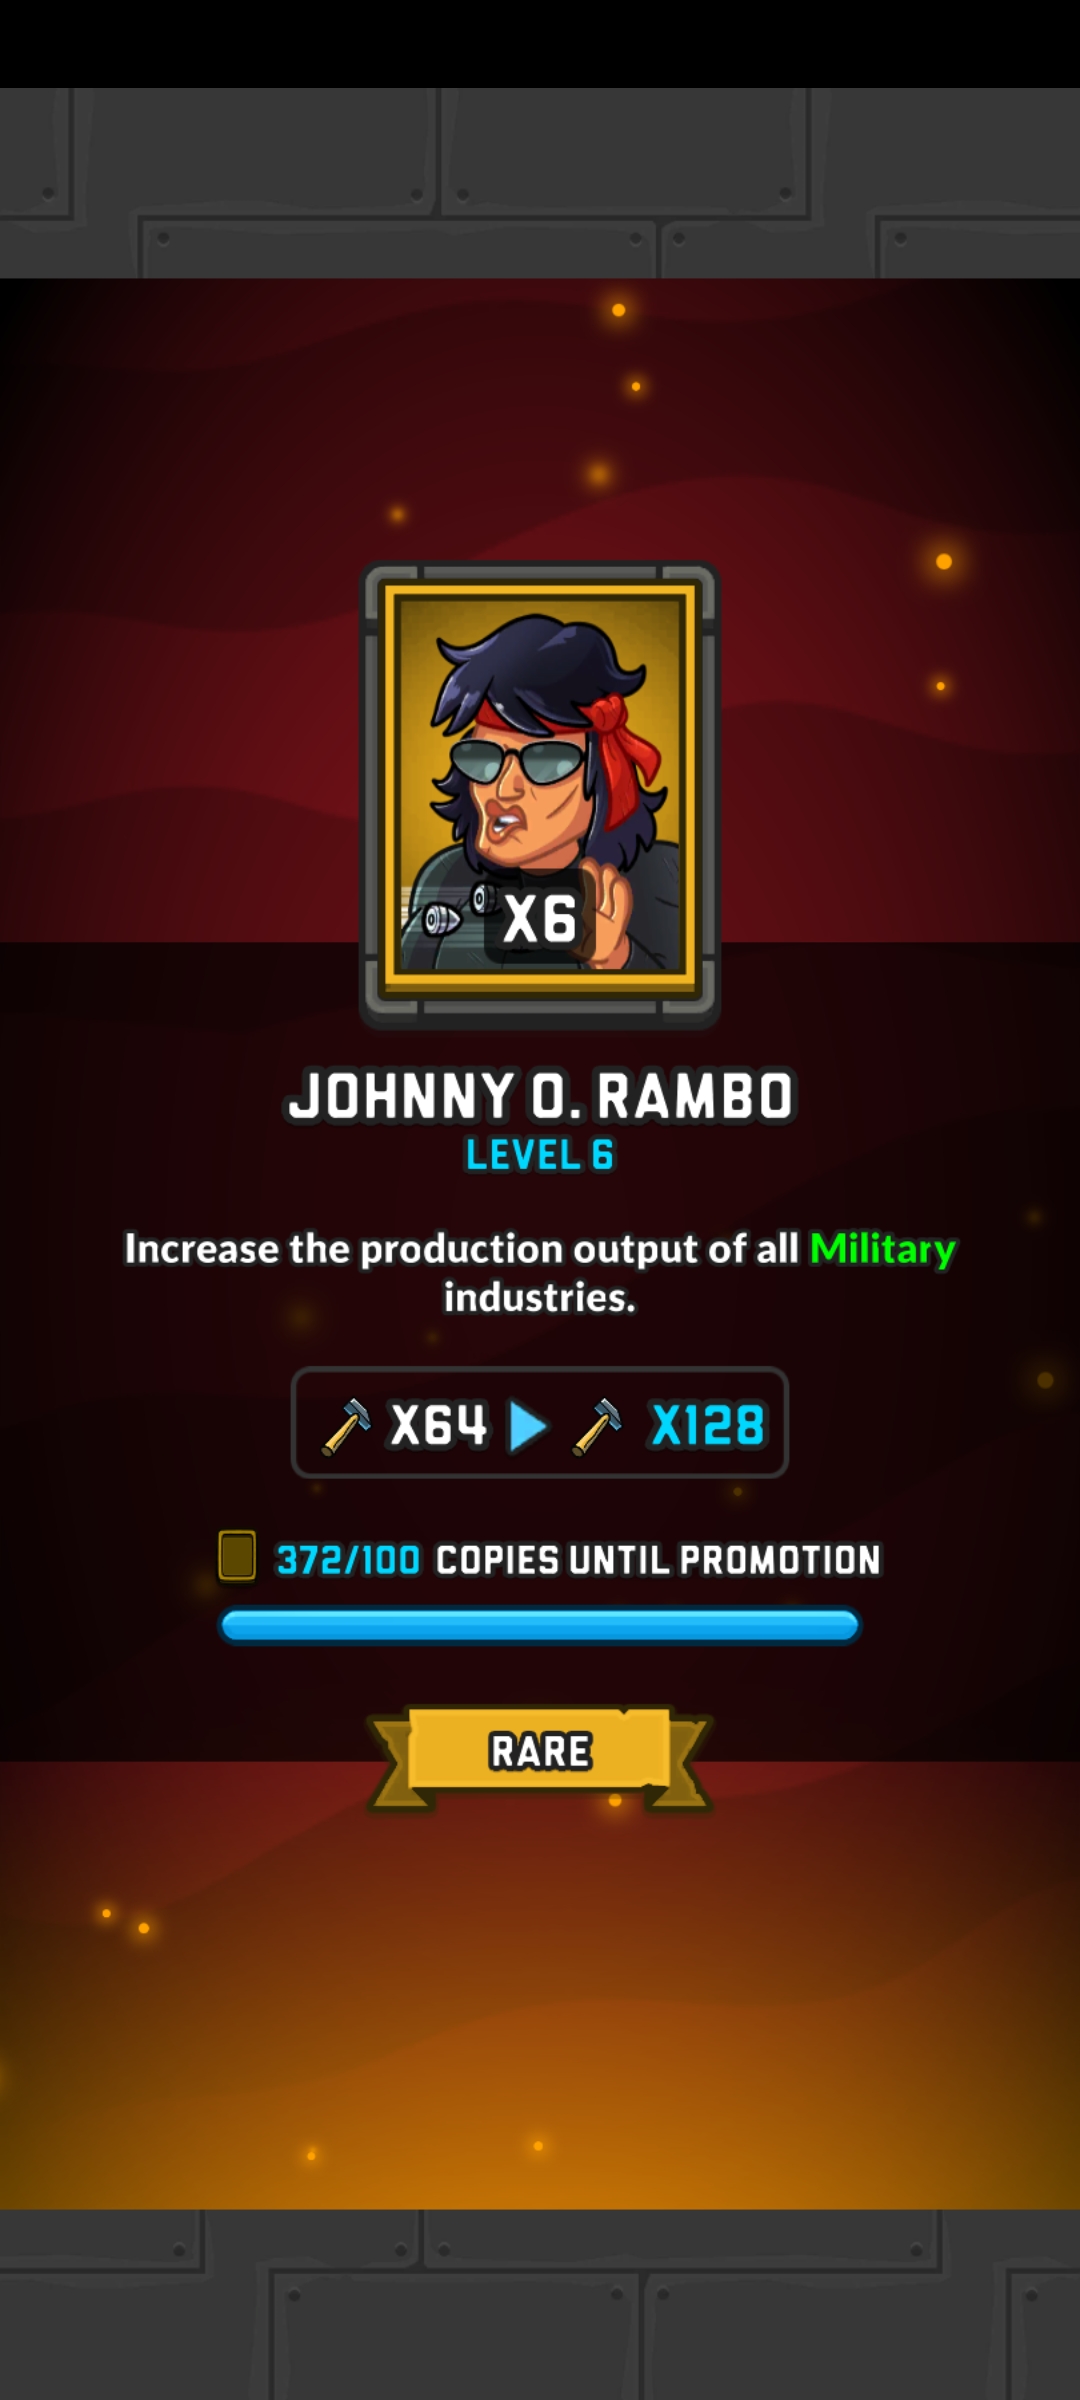 X6
JOHNNY O. RAMBO
LEVEL 6
Increase the production output of all Military
industries.
X64 X128
372/100 COPIES UNTIL PROMOTION
RARE